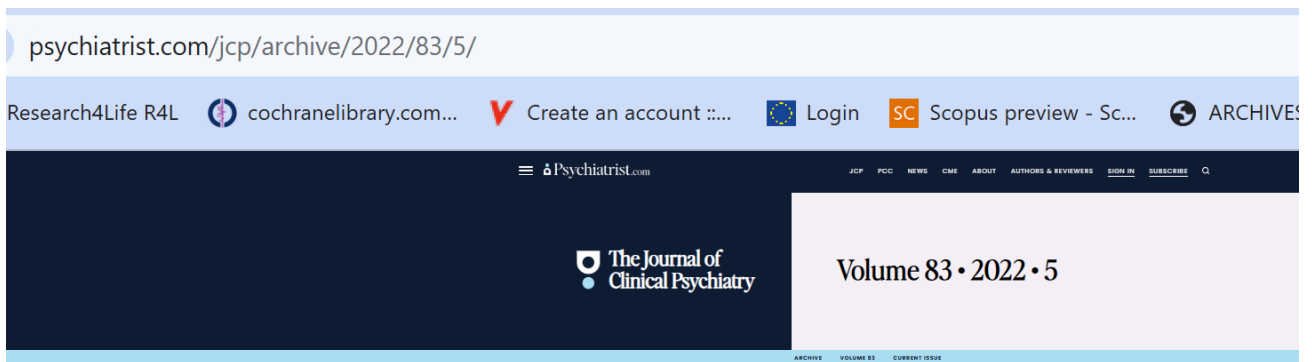 psychiatrist.com/jcp/archive/2022/83/5/
Research4Life R4L cochranelibrary.com... Create an account ::... Login SC Scopus preview - Sc... ARCHIVES
Psychiatrist.com JCP PCC NEWS CME ABOUT AUTHORS & REVIEWERS SIGN IN SUBSCRIBE
The Journal of
Clinical Psychiatry
Volume 83 • 2022 • 5
ARCHIVE VOLUME 83 CURRENT ISSUE